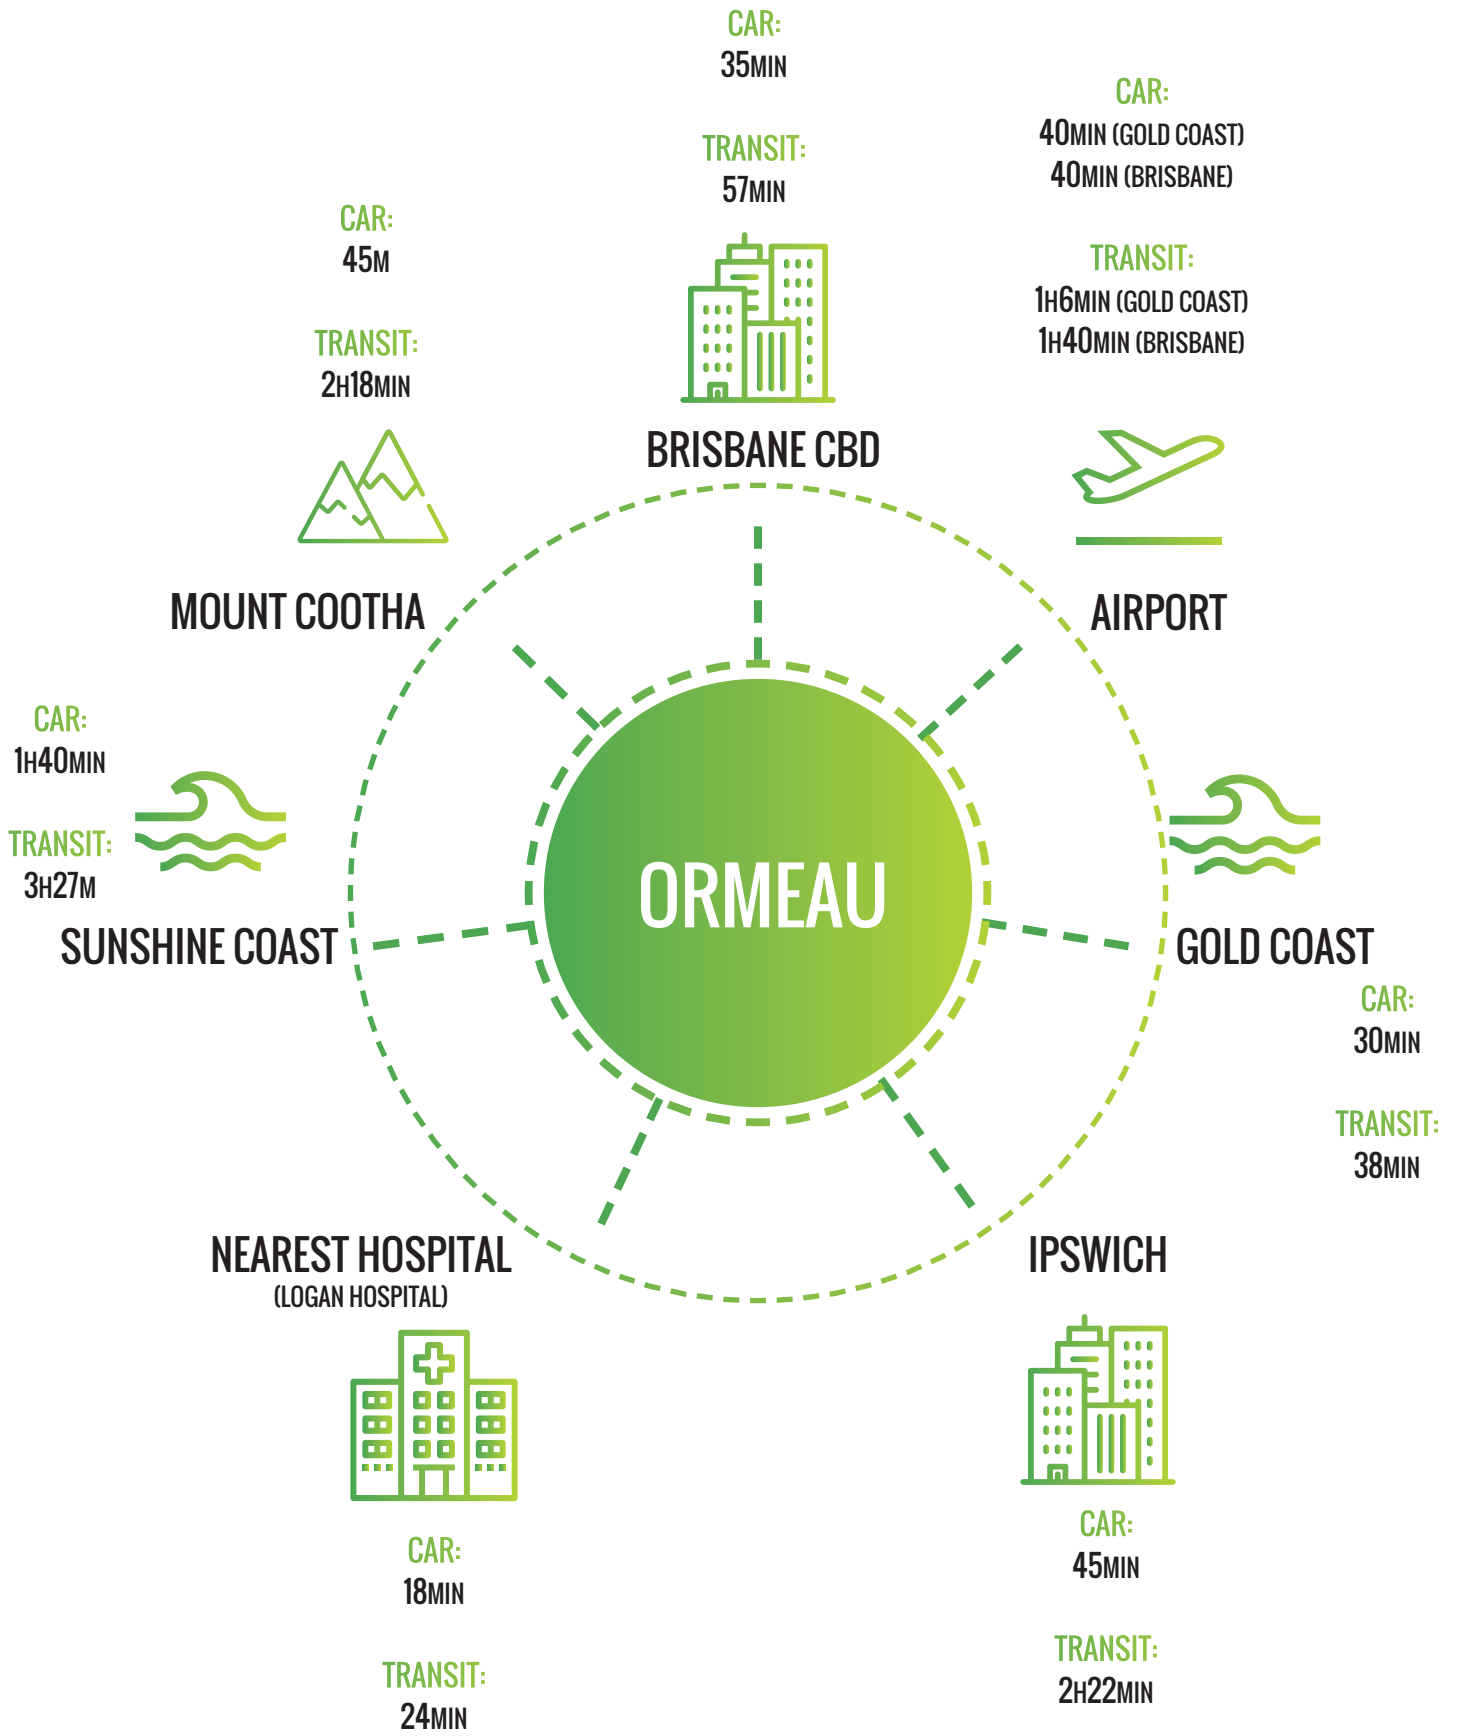 CAR:
35MIN
TRANSIT:
57MIN
BRISBANE CBD
CAR:
40MIN (GOLD COAST)
40MIN (BRISBANE)
TRANSIT:
1H6MIN (GOLD COAST)
1H40MIN (BRISBANE)
AIRPORT
CAR:
45M
TRANSIT:
2H18MIN
MOUNT COOTHA
CAR:
1H40MIN
TRANSIT:
3H27M
SUNSHINE COAST
ORMEAU
GOLD COAST
CAR:
30MIN
TRANSIT:
38MIN
NEAREST HOSPITAL
(LOGAN HOSPITAL)
CAR:
18MIN
TRANSIT:
24MIN
IPSWICH
CAR:
45MIN
TRANSIT:
2H22MIN